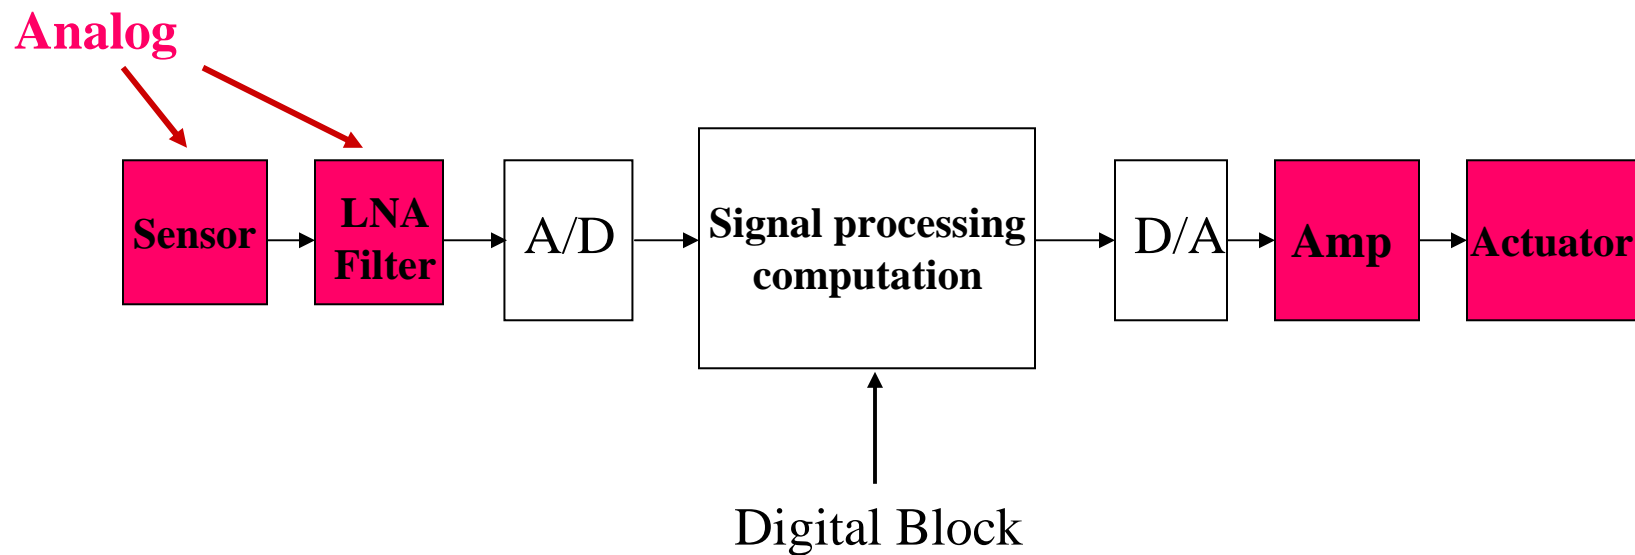 Analog
Sensor
LNA
Filter
A/D
Signal processing
computation
D/A
Amp
Actuator
Digital Block